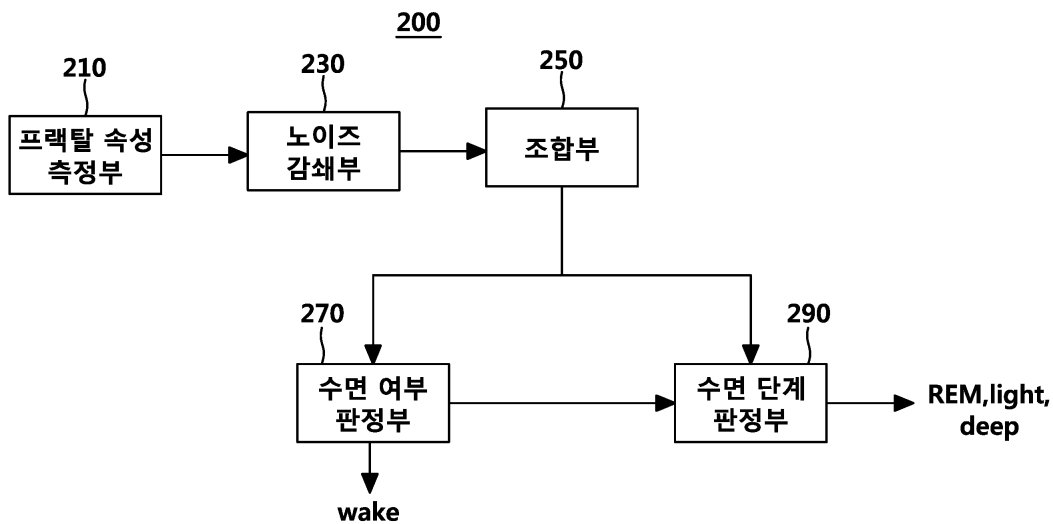 200
210
230
250
프랙탈 속성
측정부
노이즈
감쇄부
조합부
270
290
수면 여부
판정부
수면 단계
판정부
REM,light,
deep
wake